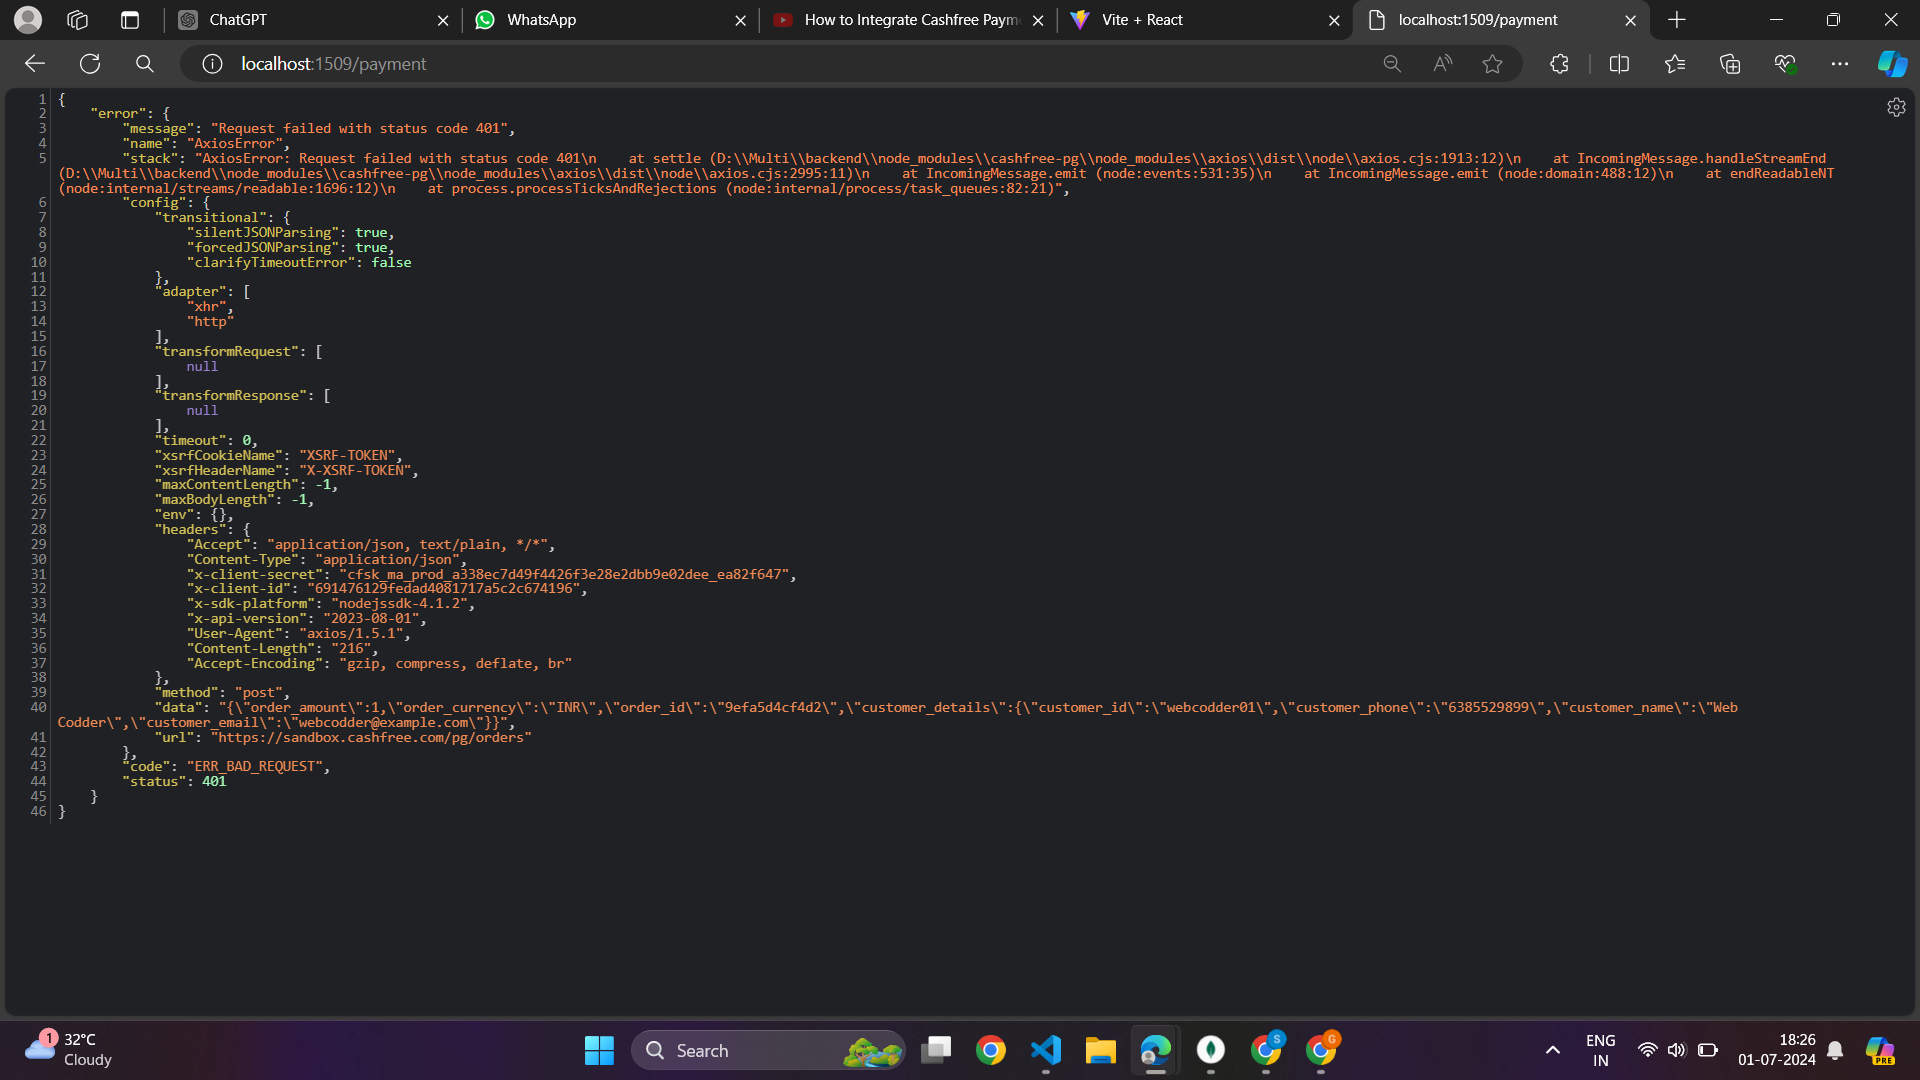 ChatGPT
WhatsApp
How to Integrate Cashfree Paym
Vite + React
localhost:1509/payment
localhost:1509/payment
1 {
2 "error": {
3 "message": "Request failed with status code 401",
4 "name": "AxiosError",
5 "stack": "AxiosError: Request failed with status code 401\n    at settle (D:\\Multi\\backend\\node_modules\\cashfree-pg\\node_modules\\axios\\dist\\node\\axios.cjs:1913:12)\n    at IncomingMessage.handleStreamEnd
(D:\\Multi\\backend\\node_modules\\cashfree-pg\\node_modules\\axios\\dist\\node\\axios.cjs:2995:11)\n    at IncomingMessage.emit (node:events:531:35)\n    at IncomingMessage.emit (node:domain:488:12)\n    at endReadableNT
(node:internal/streams/readable:1696:12)\n    at process.processTicksAndRejections (node:internal/process/task_queues:82:21)",
6 "config": {
7 "transitional": {
8 "silentJSONParsing": true,
9 "forcedJSONParsing": true,
10 "clarifyTimeoutError": false
11 },
12 "adapter": [
13 "xhr",
14 "http"
15 ],
16 "transformRequest": [
17 null
18 ],
19 "transformResponse": [
20 null
21 ],
22 "timeout": 0,
23 "xsrfCookieName": "XSRF-TOKEN",
24 "xsrfHeaderName": "X-XSRF-TOKEN",
25 "maxContentLength": -1,
26 "maxBodyLength": -1,
27 "env": {},
28 "headers": {
29 "Accept": "application/json, text/plain, */*",
30 "Content-Type": "application/json",
31 "x-client-secret": "cfsk_ma_prod_a338ec7d49f4426f3e28e2dbb9e02dee_ea82f647",
32 "x-client-id": "691476129fedad4081717a5c2c674196",
33 "x-sdk-platform": "nodejssdk-4.1.2",
34 "x-api-version": "2023-08-01",
35 "User-Agent": "axios/1.5.1",
36 "Content-Length": "216",
37 "Accept-Encoding": "gzip, compress, deflate, br"
38 },
39 "method": "post",
40 "data": "{\"order_amount\":1,\"order_currency\":\"INR\",\"order_id\":\"9efa5d4cf4d2\",\"customer_details\":{\"customer_id\":\"webcodder01\",\"customer_phone\":\"6385529899\",\"customer_name\":\"Web
Codder\",\"customer_email\":\"webcodder@example.com\"}}",
41 "url": "https://sandbox.cashfree.com/pg/orders"
42 },
43 "code": "ERR_BAD_REQUEST",
44 "status": 401
45 }
46 }
1
32°C
Cloudy
Search
S
G
ENG
IN
18:26
01-07-2024
PRE